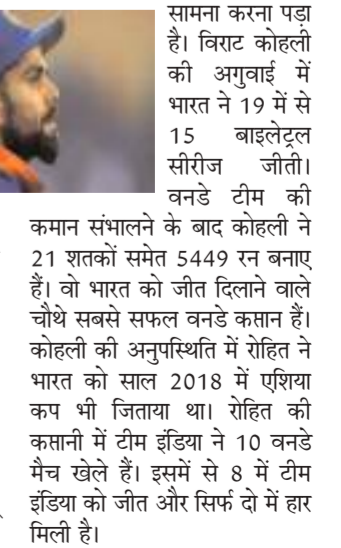 सामना करना पड़ा
है। विराट कोहली
की अगुवाई में
भारत ने 19 में से
15 बाइलेट्रल
सीरीज जीती।
वनडे टीम की
कमान संभालने के बाद कोहली ने
21 शतकों समेत 5449 रन बनाए
हैं। वो भारत को जीत दिलाने वाले
चौथे सबसे सफल वनडे कप्तान हैं।
कोहली की अनुपस्थिति में रोहित ने
भारत को साल 2018 में एशिया
कप भी जिताया था। रोहित की
कप्तानी में टीम इंडिया ने 10 वनडे
मैच खेले हैं। इसमें से 8 में टीम
इंडिया को जीत और सिर्फ दो में हार
मिली है।